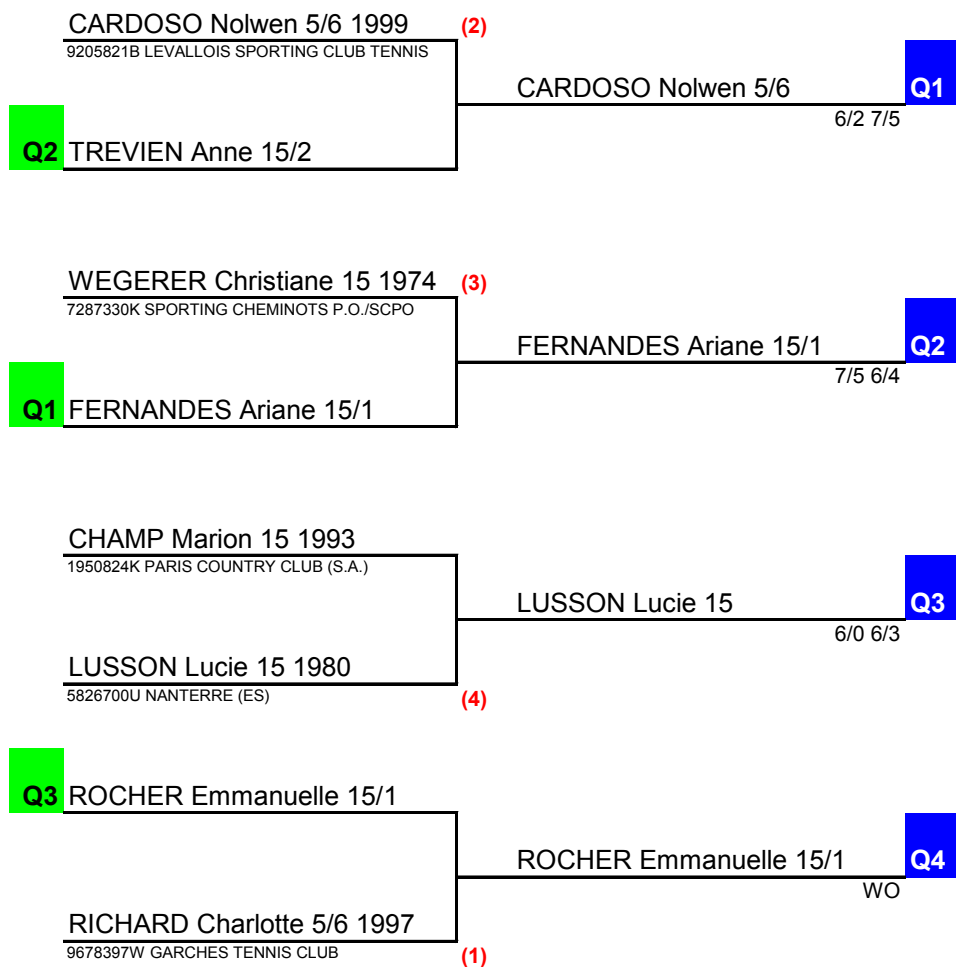 CARDOSO Nolwen 5/6 1999 (2)
9205821B LEVALLOIS SPORTING CLUB TENNIS
CARDOSO Nolwen 5/6 Q1
6/2 7/5
Q2 TREVIEN Anne 15/2
WEGERER Christiane 15 1974 (3)
7287330K SPORTING CHEMINOTS P.O./SCPO
FERNANDES Ariane 15/1 Q2
7/5 6/4
Q1 FERNANDES Ariane 15/1
CHAMP Marion 15 1993
1950824K PARIS COUNTRY CLUB (S.A.)
LUSSON Lucie 15 Q3
6/0 6/3
LUSSON Lucie 15 1980
5826700U NANTERRE (ES) (4)
Q3 ROCHER Emmanuelle 15/1
ROCHER Emmanuelle 15/1 Q4
WO
RICHARD Charlotte 5/6 1997
9678397W GARCHES TENNIS CLUB (1)